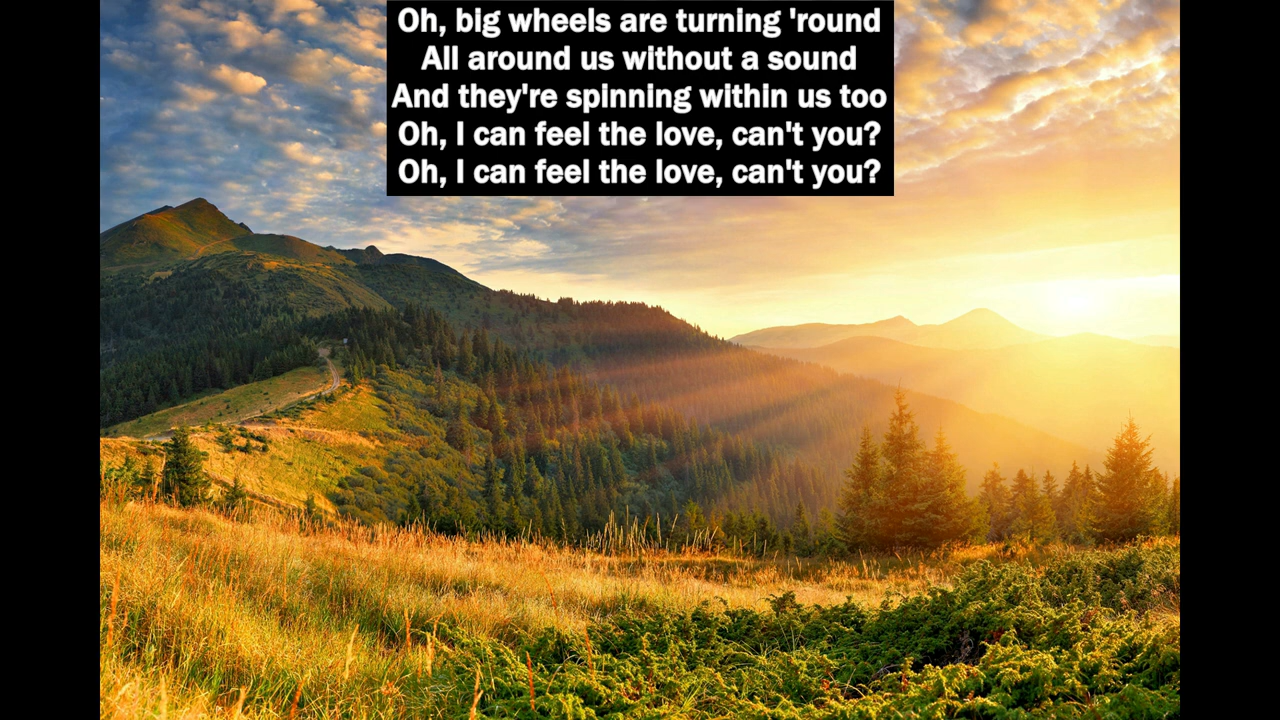 Oh, big wheels are turning 'round
All around us without a sound
And they're spinning within us too
Oh, I can feel the love, can't you?
Oh, I can feel the love, can't you?